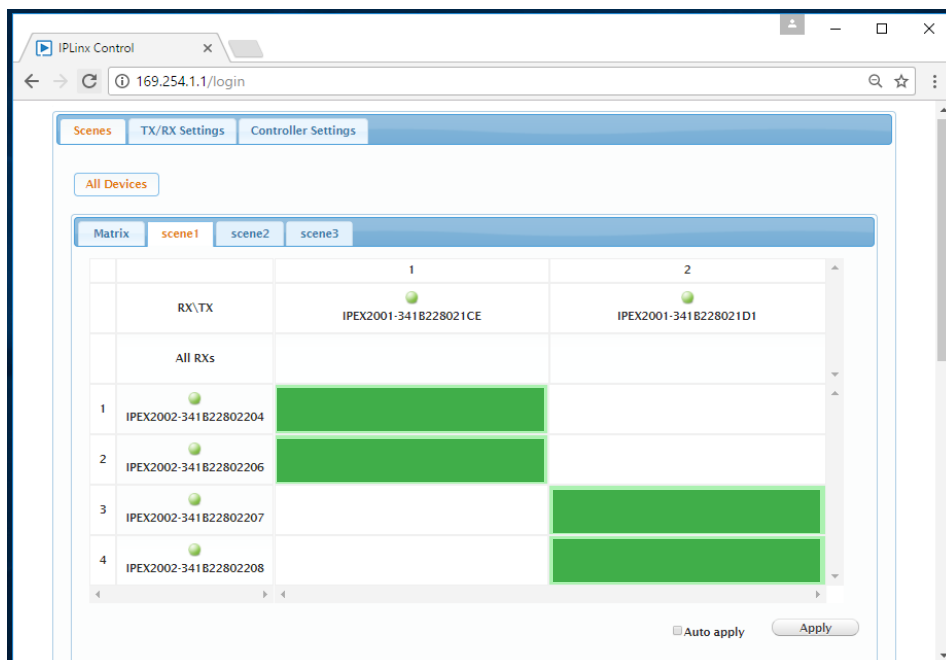 IPLinx Control
169.254.1.1/login
Scenes TX/RX Settings Controller Settings
All Devices
Matrix scene1 scene2 scene3
1 2
RX\TX IPEX2001-341B228021CE IPEX2001-341B228021D1
All RXs
1 IPEX2002-341B22802204
2 IPEX2002-341B22802206
3 IPEX2002-341B22802207
4 IPEX2002-341B22802208
Auto apply Apply